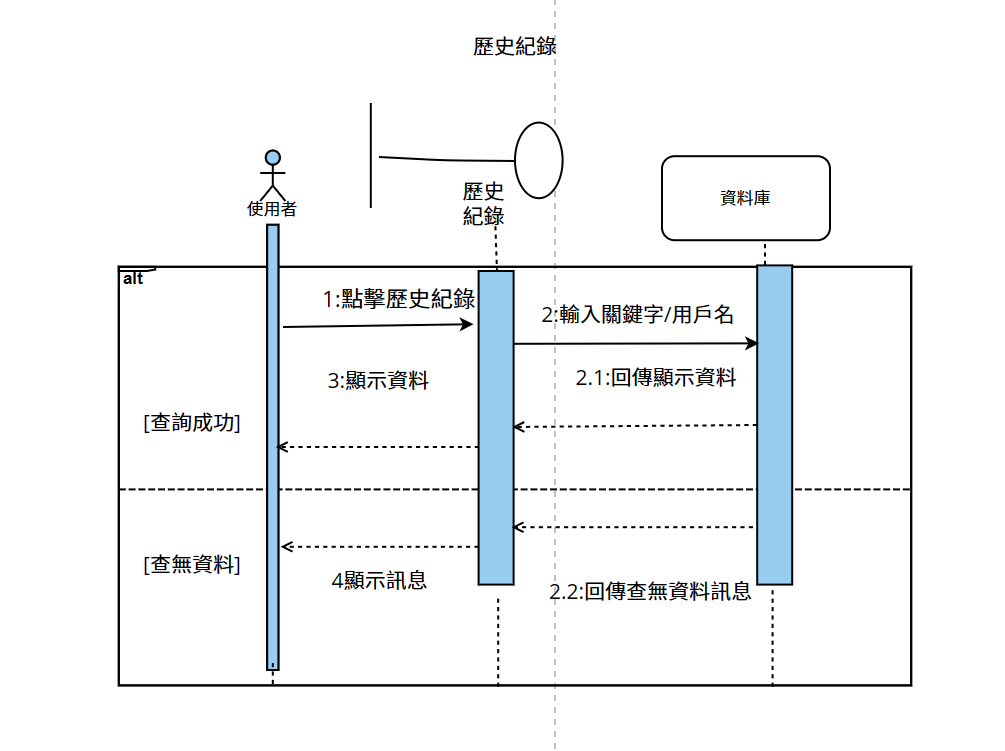 歷史紀錄
歷史
紀錄
使用者
資料庫
alt
1:點擊歷史紀錄
2:輸入關鍵字/用戶名
3:顯示資料
2.1:回傳顯示資料
[查詢成功]
[查無資料]
4顯示訊息
2.2:回傳查無資料訊息